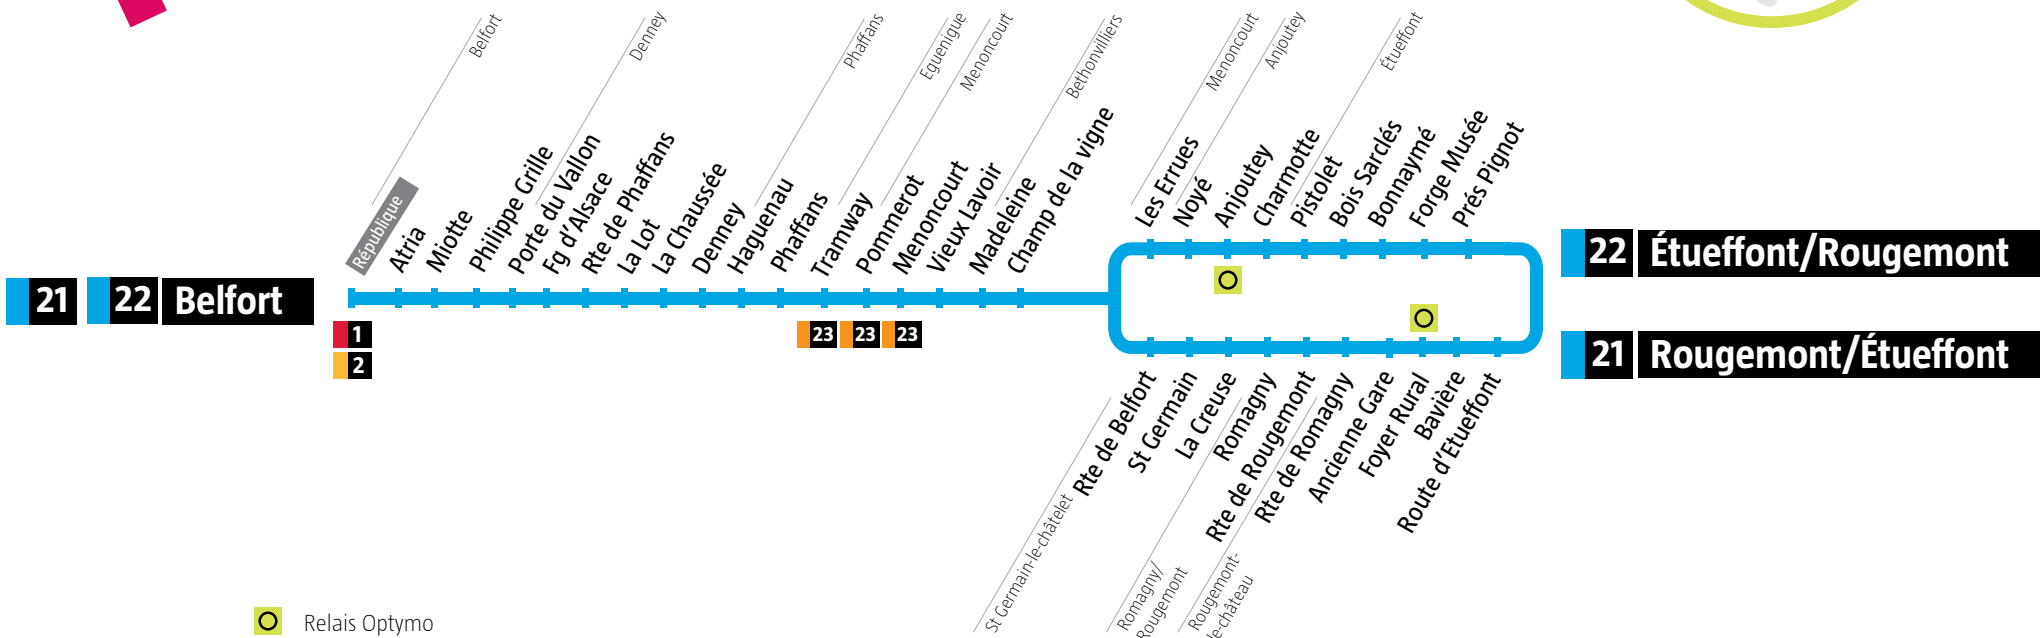 Belfort
Denney
Phaffans
Eguenigue
Menoncourt
Bethonvilliers
Menoncourt
Anjoutey
Étueffont
République
Atria
Miotte
Philippe Grille
Porte du Vallon
Fg d'Alsace
Rte de Phaffans
La Lot
La Chaussée
Denney
Haguenau
Phaffans
Tramway
Pommerot
Menoncourt
Vieux Lavoir
Madeleine
Champ de la vigne
Les Errues
Noyé
Anjoutey
Charmotte
Pistolet
Bois Sardés
Bonnaymé
Forge Musée
Prés Pignot
21 22 Belfort
22 Étueffont/Rougemont
1
2
23 23 23
21 Rougemont/Étueffont
Rte de Belfort
St Germain
La Creuse
Romagny
Rte de Rougemont
Rte de Romagny
Ancienne Gare
Foyer Rural
Bavière
Route d'Etueffont
St Germain-le-châtelet
Romagny/
Rougemont
Rougemont-
le-château
Relais Optymo